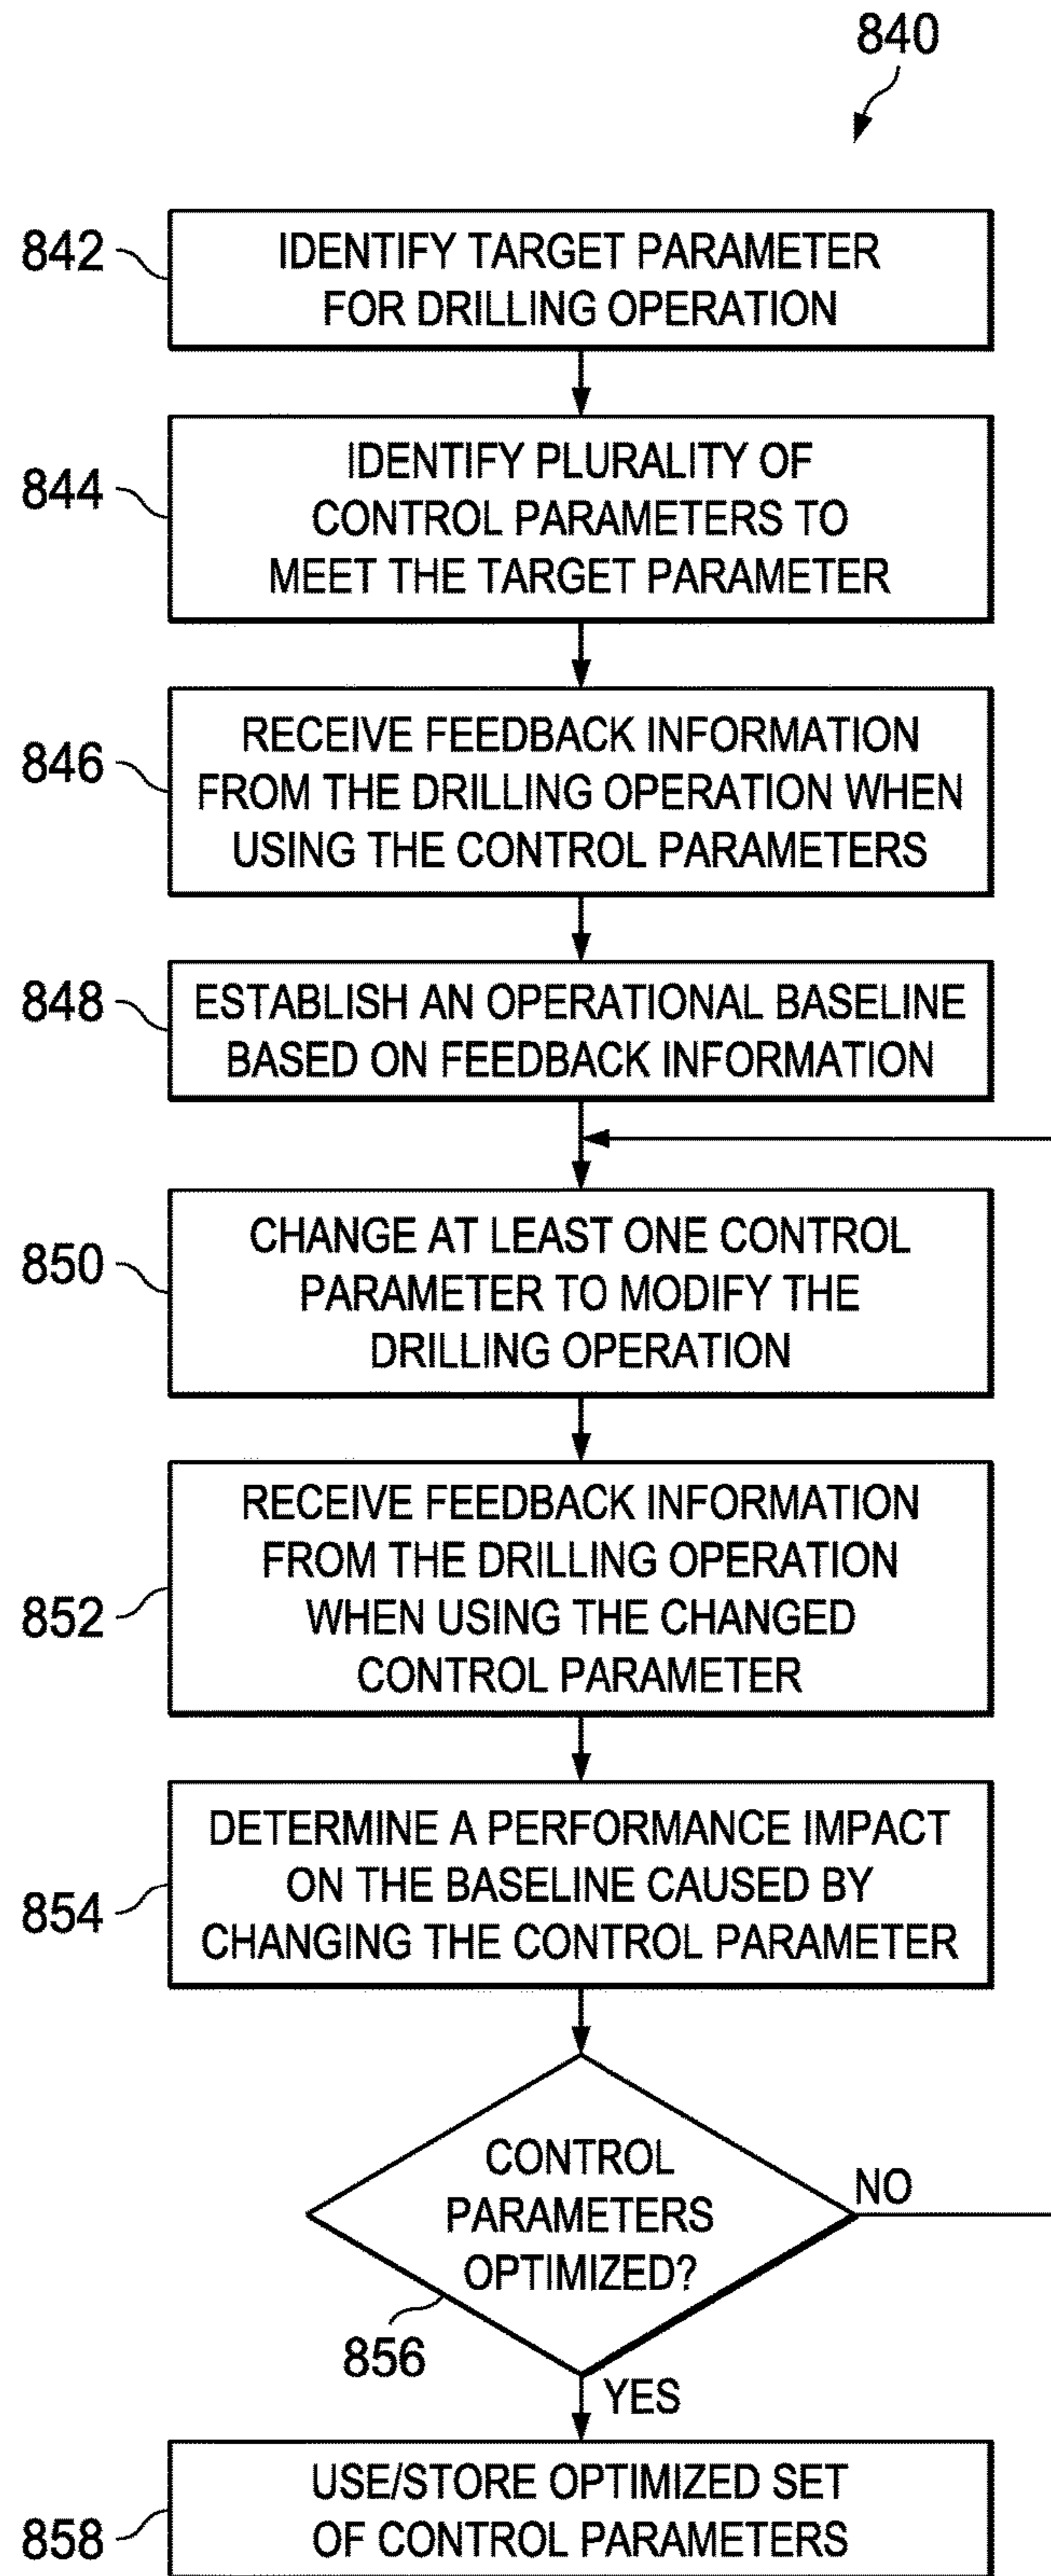 840
842
IDENTIFY TARGET PARAMETER
FOR DRILLING OPERATION
844
IDENTIFY PLURALITY OF
CONTROL PARAMETERS TO
MEET THE TARGET PARAMETER
846
RECEIVE FEEDBACK INFORMATION
FROM THE DRILLING OPERATION WHEN
USING THE CONTROL PARAMETERS
848
ESTABLISH AN OPERATIONAL BASELINE
BASED ON FEEDBACK INFORMATION
850
CHANGE AT LEAST ONE CONTROL
PARAMETER TO MODIFY THE
DRILLING OPERATION
852
RECEIVE FEEDBACK INFORMATION
FROM THE DRILLING OPERATION
WHEN USING THE CHANGED
CONTROL PARAMETER
854
DETERMINE A PERFORMANCE IMPACT
ON THE BASELINE CAUSED BY
CHANGING THE CONTROL PARAMETER
CONTROL
PARAMETERS
OPTIMIZED?
NO
856
YES
858
USE/STORE OPTIMIZED SET
OF CONTROL PARAMETERS